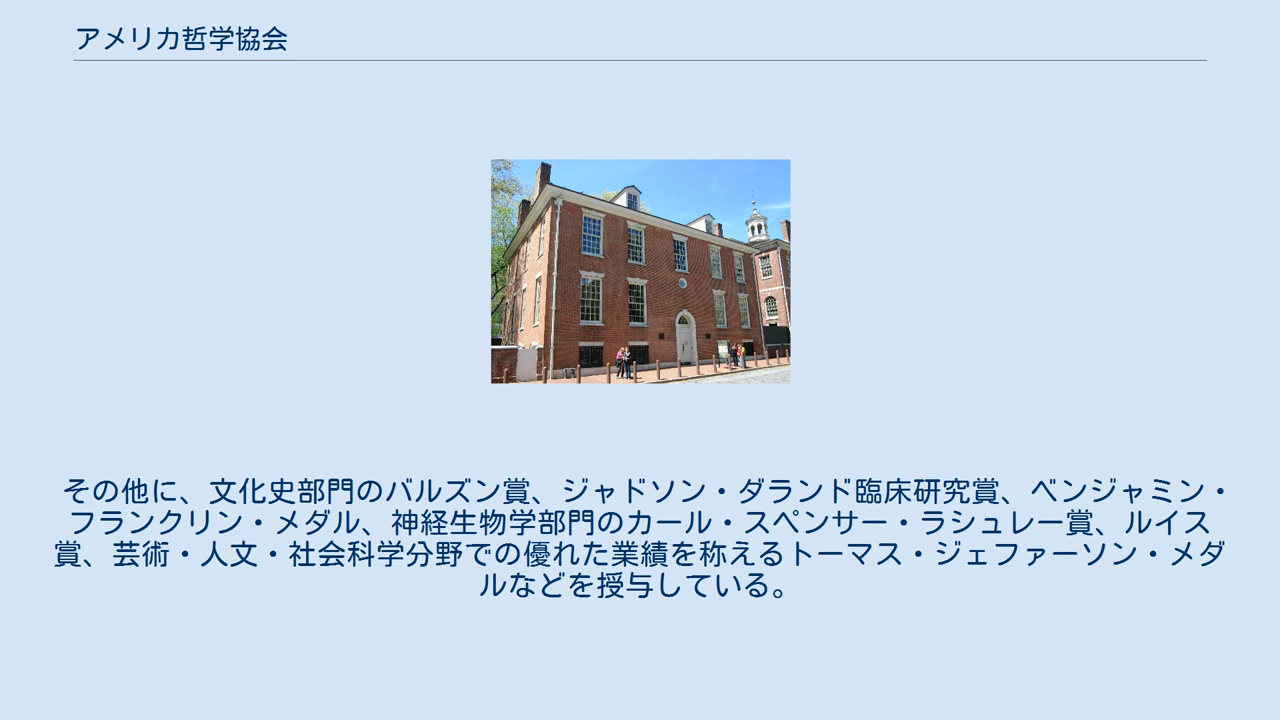 アメリカ哲学協会
その他に、文化史部門のバルズン賞、ジャドソン・ダランド臨床研究賞、ベンジャミン・
フランクリン・メダル、神経生物学部門のカール・スペンサー・ラシュレー賞、ルイス
賞、芸術・人文・社会科学分野での優れた業績を称えるトーマス・ジェファーソン・メダ
ルなどを授与している。